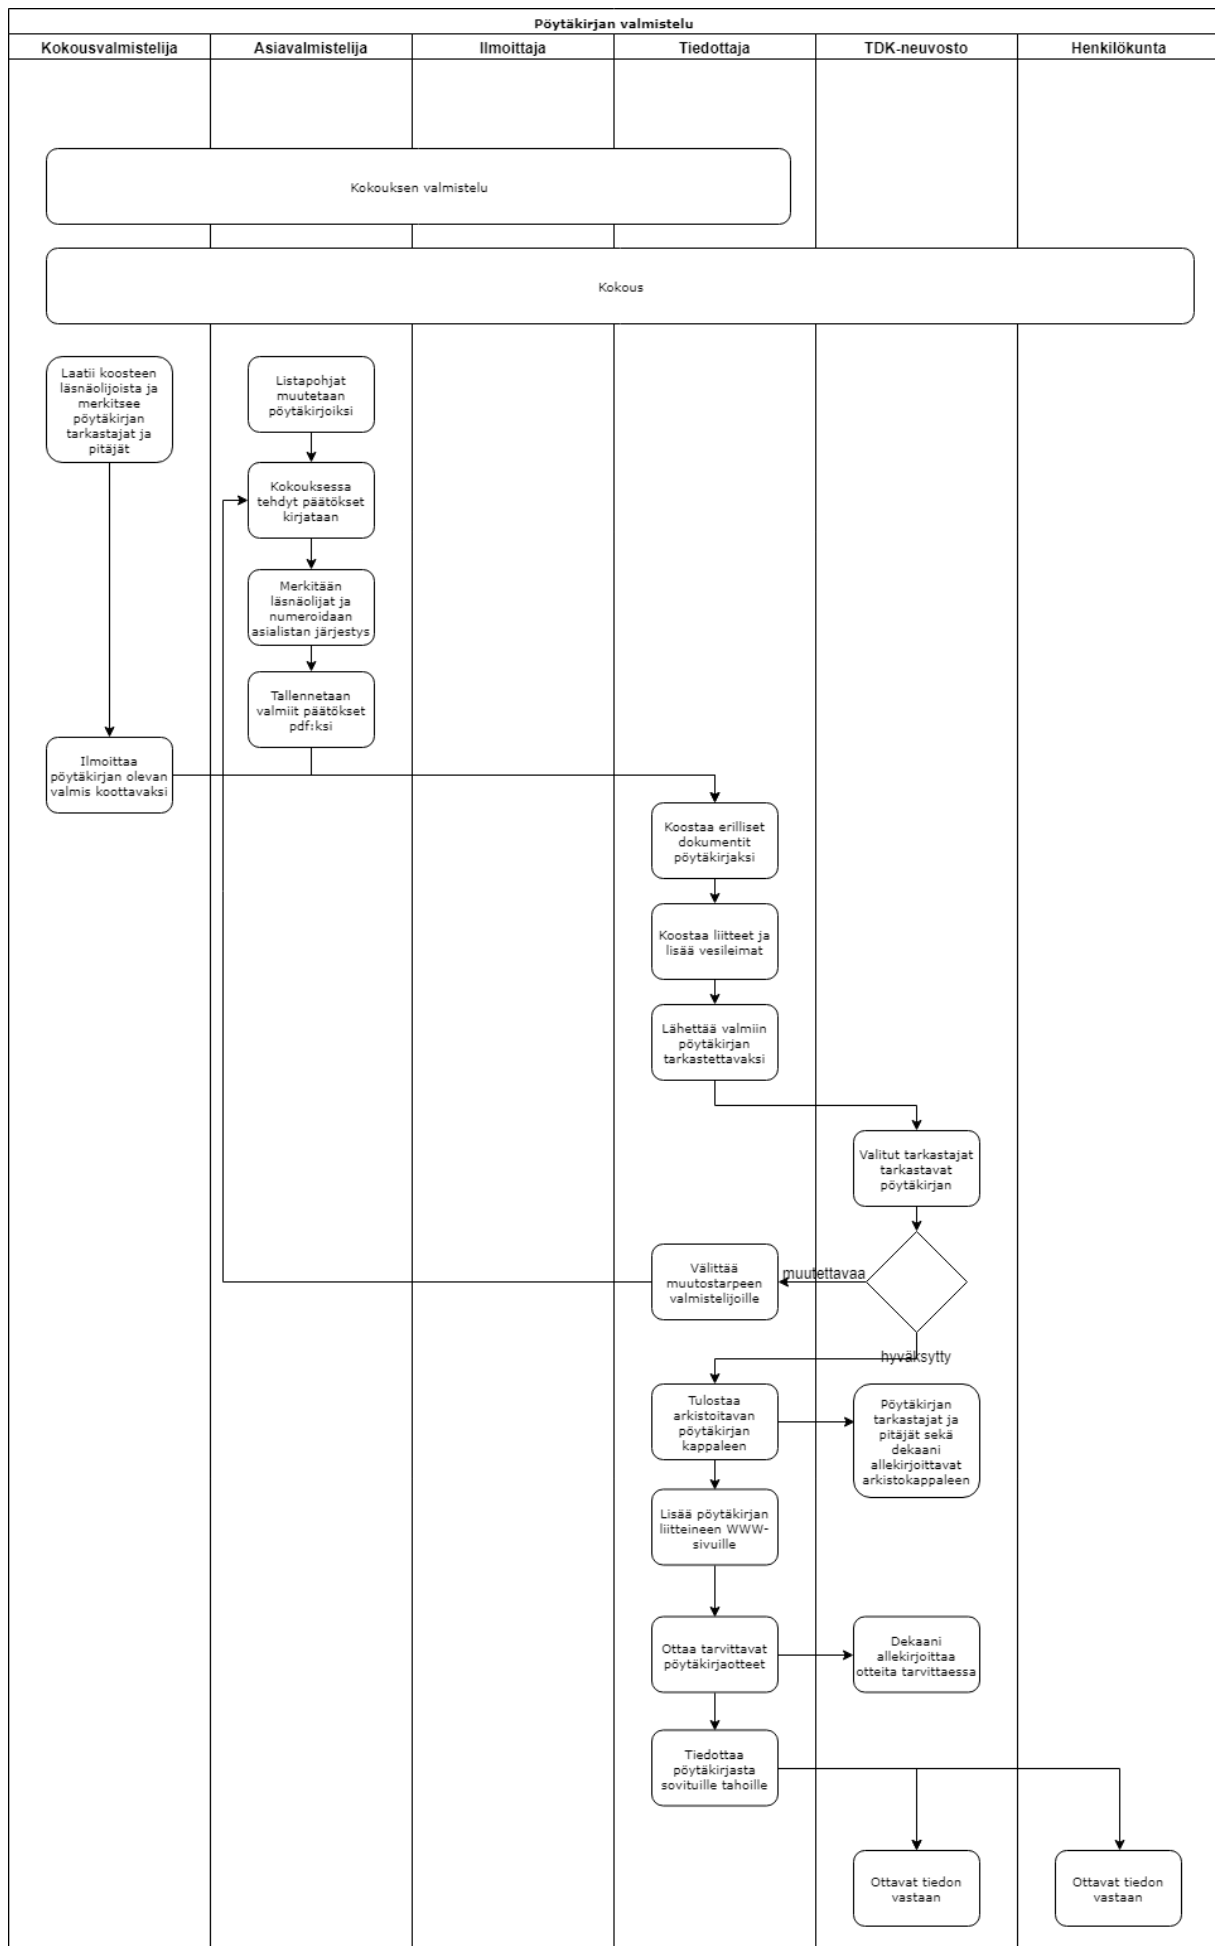 Pöytäkirjan valmistelu
Kokousvalmistelija
Asiavalmistelija
Ilmoittaja
Tiedottaja
TDK-neuvosto
Henkilökunta
Kokouksen valmistelu
Kokous
Laatii koosteen
läsnäolijoista ja
merkitsee
pöytäkirjan
tarkastajat ja
pitäjät
Listapohjat
muutetaan
pöytäkirjoiksi
Kokouksessa
tehdyt päätökset
kirjataan
Merkitään
läsnäolijat ja
numeroidaan
asialistan järjestys
Tallennetaan
valmiit päätökset
pdf:ksi
Ilmoittaa
pöytäkirjan olevan
valmis koottavaksi
Koostaa erilliset
dokumentit
pöytäkirjaksi
Koostaa liitteet ja
lisää vesileimat
Lähettää valmiin
pöytäkirjan
tarkastettavaksi
Valitut tarkastajat
tarkastavat
pöytäkirjan
muutettavaa
Välittää
muutostarpeen
valmistelijoille
hyväksytty
Tulostaa
arkistoitavan
pöytäkirjan
kappaleen
Pöytäkirjan
tarkastajat ja
pitäjät sekä
dekaani
allekirjoittavat
arkistokappaleen
Lisää pöytäkirjan
liitteineen WWW-
sivuille
Ottaa tarvittavat
pöytäkirjaotteet
Dekaani
allekirjoittaa
otteita tarvittaessa
Tiedottaa
pöytäkirjasta
sovituille tahoille
Ottavat tiedon
vastaan
Ottavat tiedon
vastaan